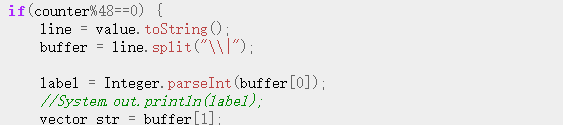 if(counter%48==0) {
line = value.toString();
buffer = line.split("\\|");
label = Integer.parseInt(buffer[0]);
//System.out.println(label);
vector_str = buffer[1];